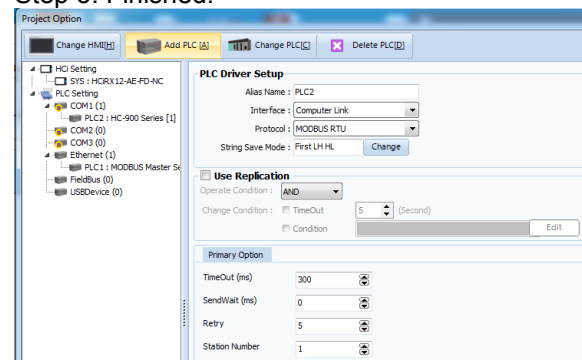 Step 3: Finished.
Project Option
Change HMI[H] Add PLC [A] Change PLC[C] Delete PLC[D]
HCi Setting
SYS : HCiRX12-AE-FD-NC
PLC Setting
COM1 (1)
PLC2 : HC-900 Series [1]
COM2 (0)
COM3 (0)
Ethernet (1)
PLC1 : MODBUS Master Se
FieldBus (0)
USBDevice (0)
PLC Driver Setup
Alias Name : PLC2
Interface : Computer Link
Protocol : MODBUS RTU
String Save Mode : First LH HL Change
Use Replication
Operate Condition : AND
Change Condition : TimeOut 5 (Second)
Condition Edit
Primary Option
TimeOut (ms) 300
SendWait (ms) 0
Retry 5
Station Number 1